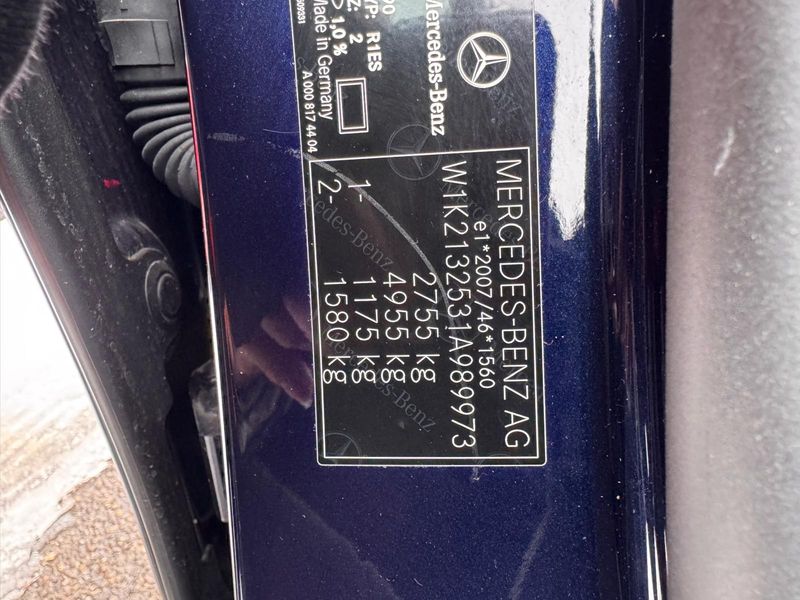 Mercedes-Benz
R1ES
Z: 2
1,0 %
Made in Germany
A 000 817 44 04
MERCEDES-BENZ AG
e1*2007/46*1560
W1K2132531A989973
2755 kg
4955 kg
1- 1175 kg
2- 1580 kg